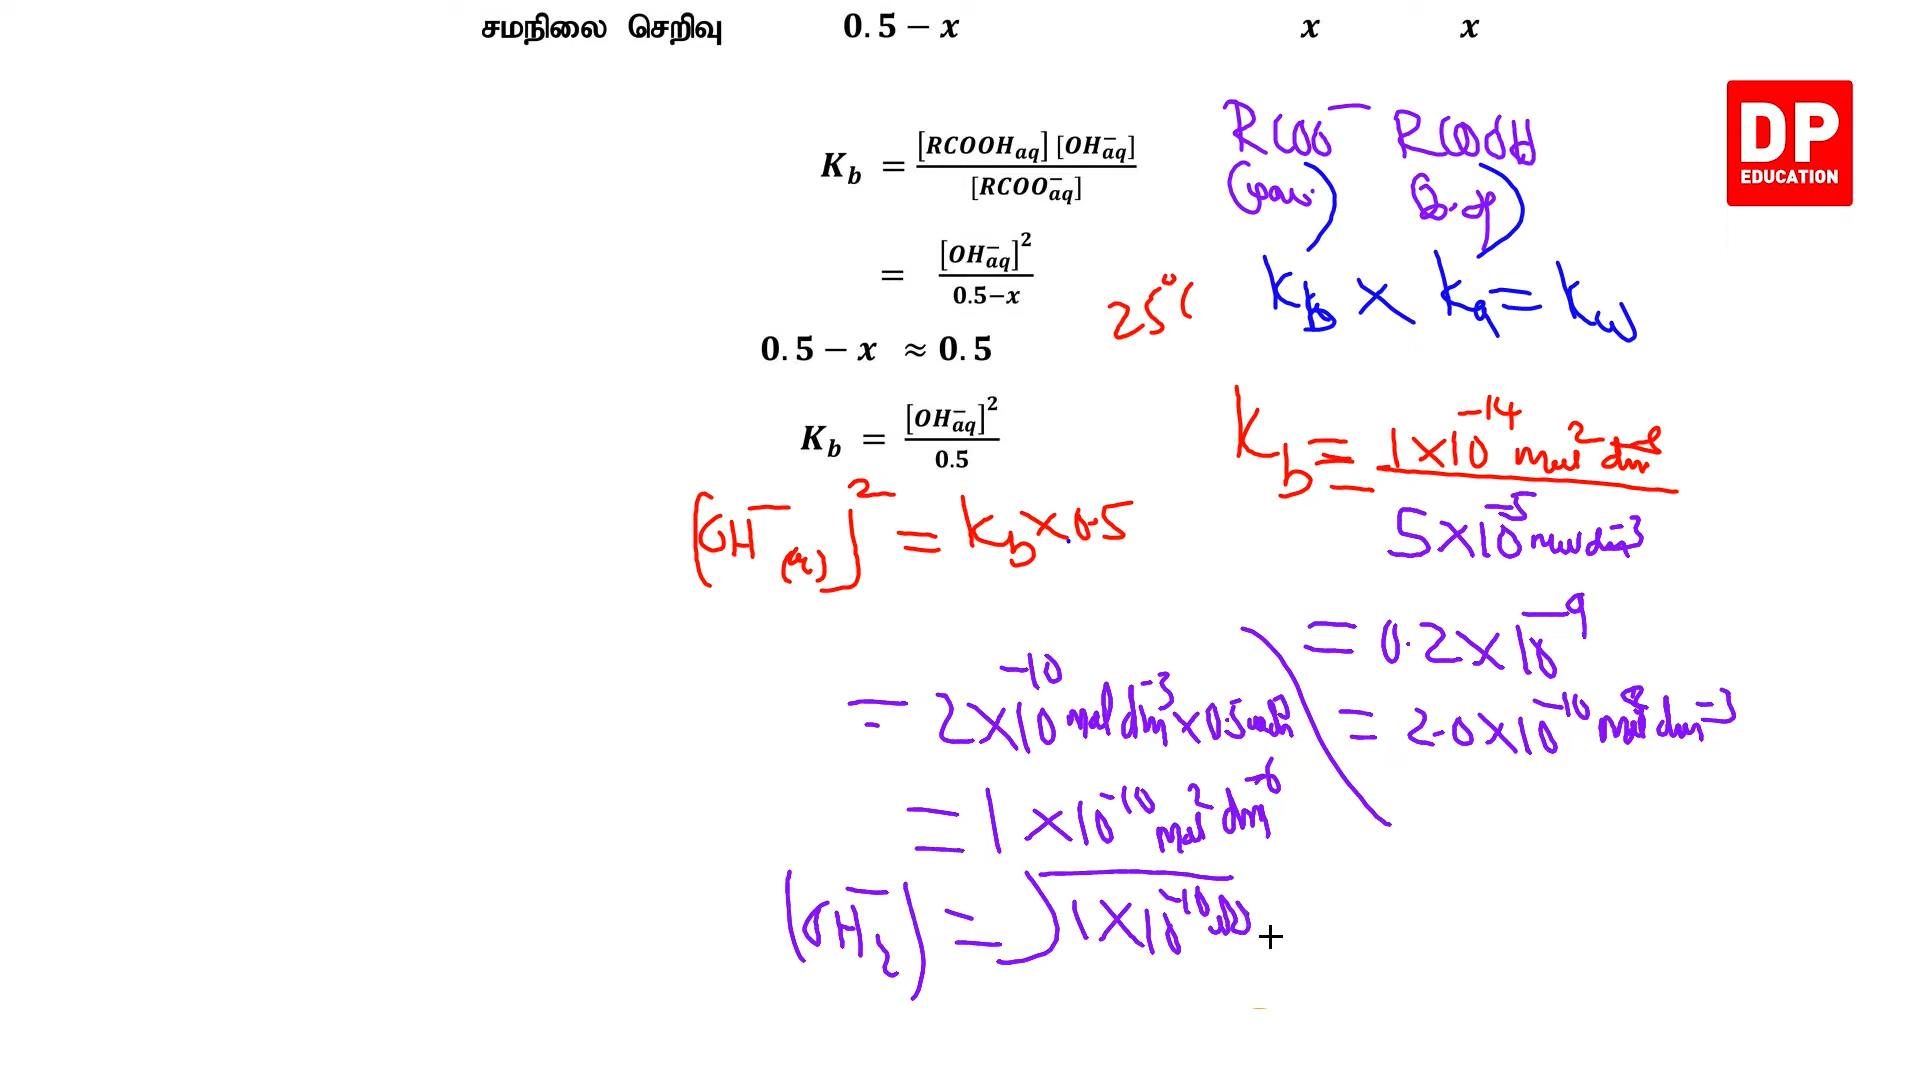 சமநிலை செறிவு 0.5 − x x x
DP
EDUCATION
K_b = [RCOOH_aq] [OH⁻_aq] / [RCOO⁻_aq]
= [OH⁻_aq]² / 0.5−x
0.5 − x ≈ 0.5
K_b = [OH⁻_aq]² / 0.5
[OH⁻(aq)]² = k_b × 0.5
= 2 × 10⁻¹⁰ mol dm⁻³ × 0.5
= 1 × 10⁻¹⁰ mol² dm⁻⁶
[OH⁻] = √1 × 10⁻¹⁰
RCOO⁻ RCOOH
25°C k_b × k_a = k_w
k_b = 1 × 10⁻¹⁴ mol² dm / 5 × 10⁻⁵ mol dm⁻³
= 0.2 × 10⁻⁹
= 2.0 × 10⁻¹⁰ mol dm⁻³